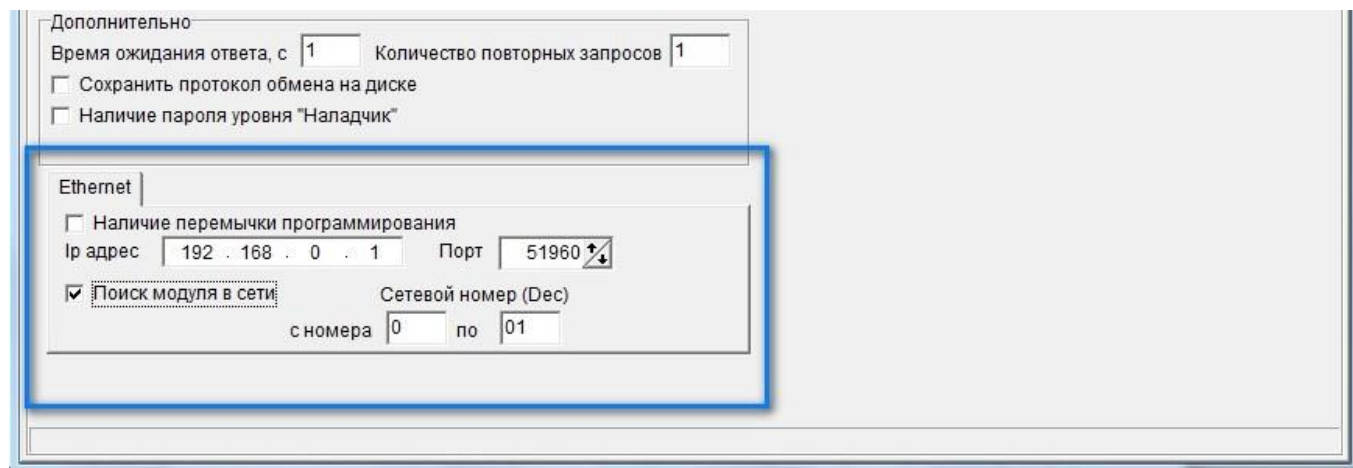 Дополнительно
Время ожидания ответа, с 1 Количество повторных запросов 1
Сохранить протокол обмена на диске
Наличие пароля уровня "Наладчик"
Ethernet
Наличие перемычки программирования
Ip адрес 192 . 168 . 0 . 1 Порт 51960
Поиск модуля в сети Сетевой номер (Dec)
с номера 0 по 01